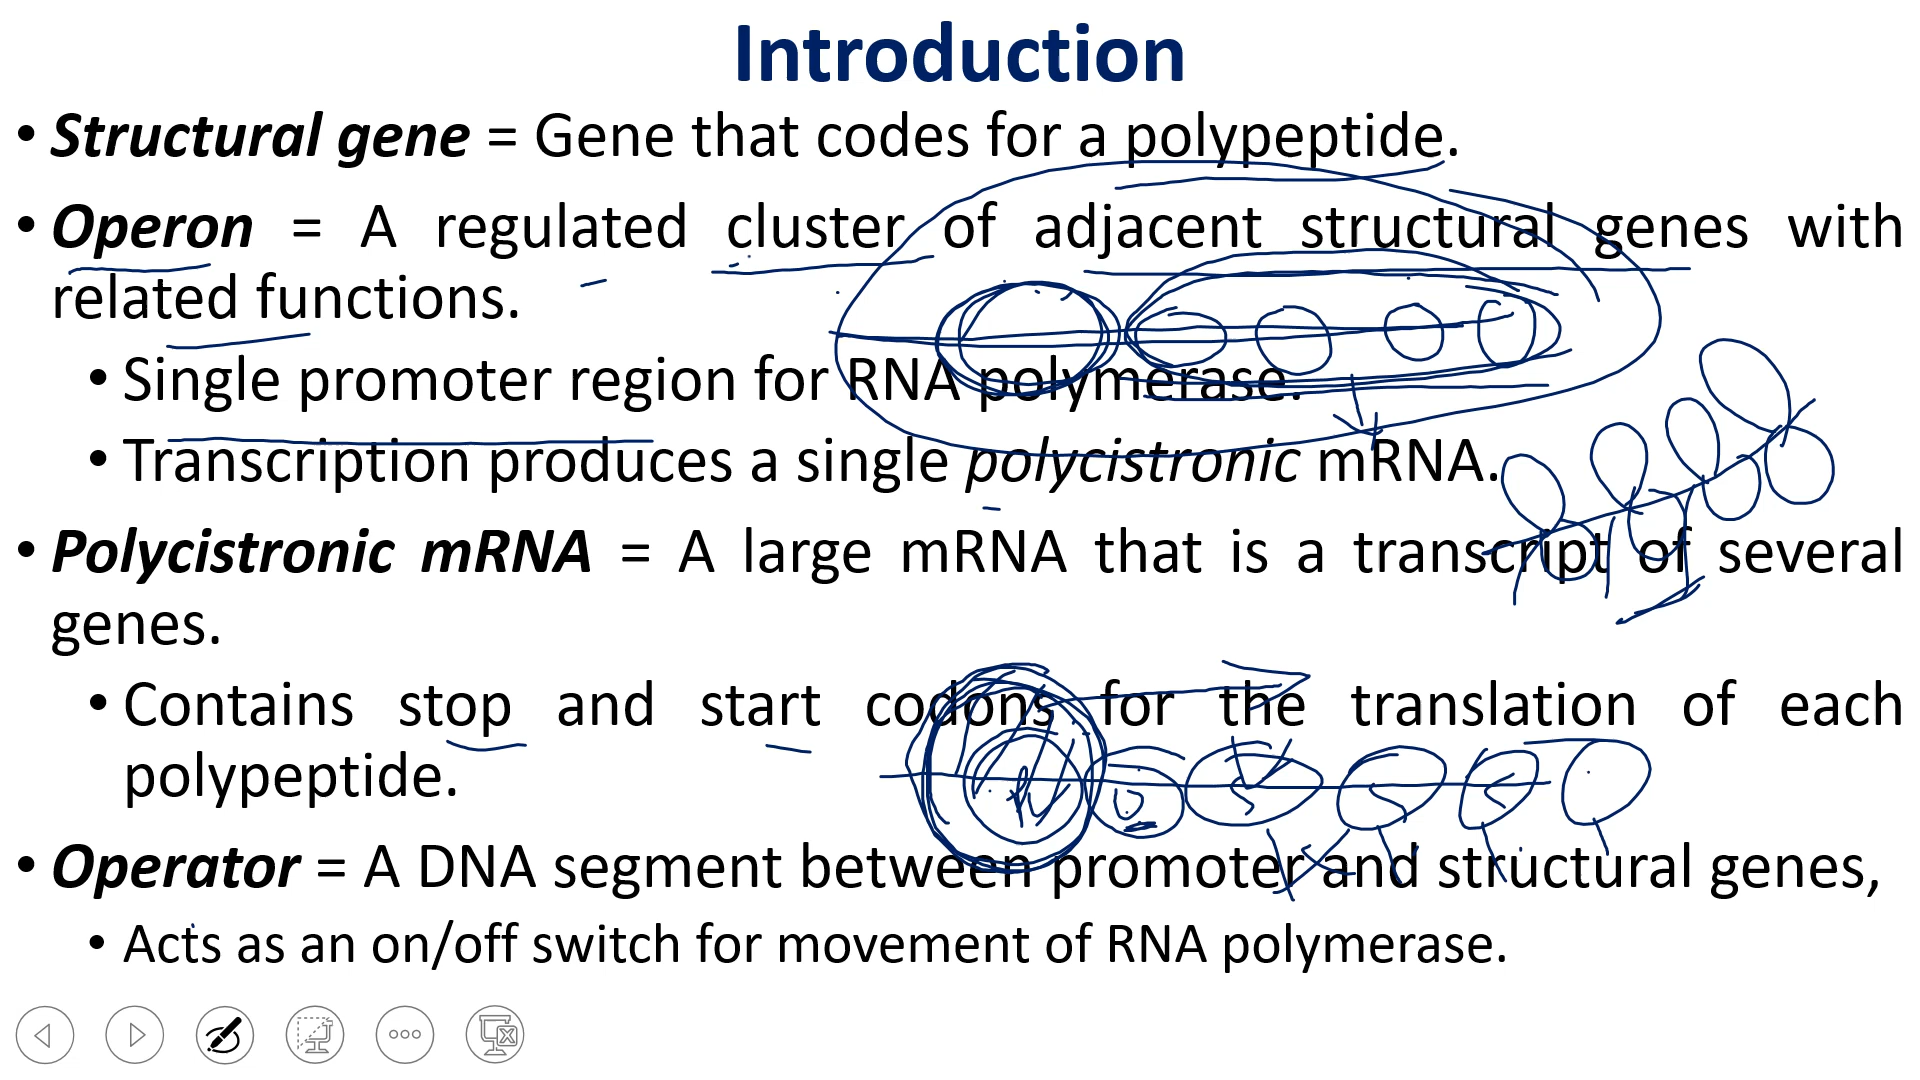 Introduction
• Structural gene = Gene that codes for a polypeptide.
• Operon = A regulated cluster of adjacent structural genes with
related functions.
• Single promoter region for RNA polymerase.
• Transcription produces a single polycistronic mRNA.
• Polycistronic mRNA = A large mRNA that is a transcript of several
genes.
• Contains stop and start codons for the translation of each
polypeptide.
• Operator = A DNA segment between promoter and structural genes,
• Acts as an on/off switch for movement of RNA polymerase.